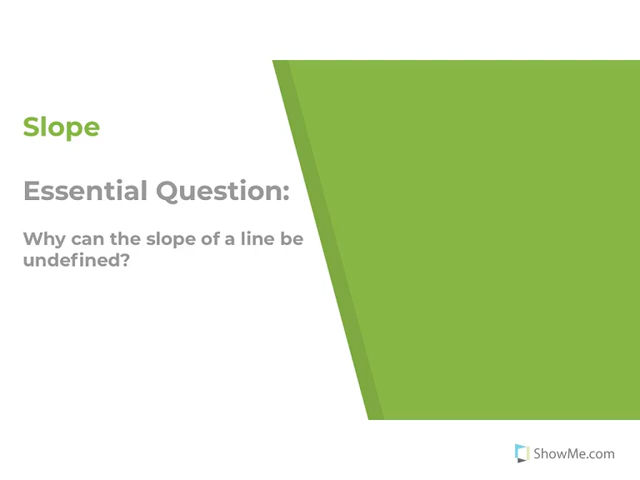 Slope
Essential Question:
Why can the slope of a line be
undefined?
ShowMe.com